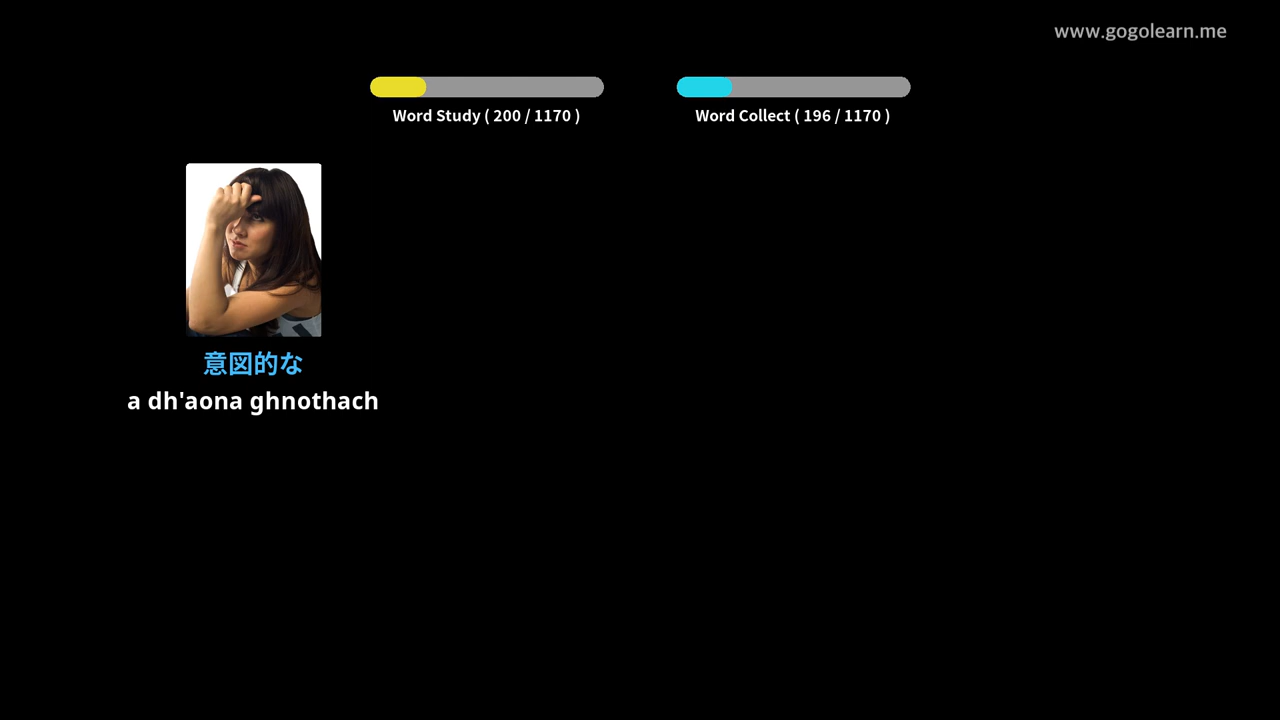 www.gogolearn.me
Word Study ( 200 / 1170 )
Word Collect ( 196 / 1170 )
意図的な
a dh'aona ghnothach